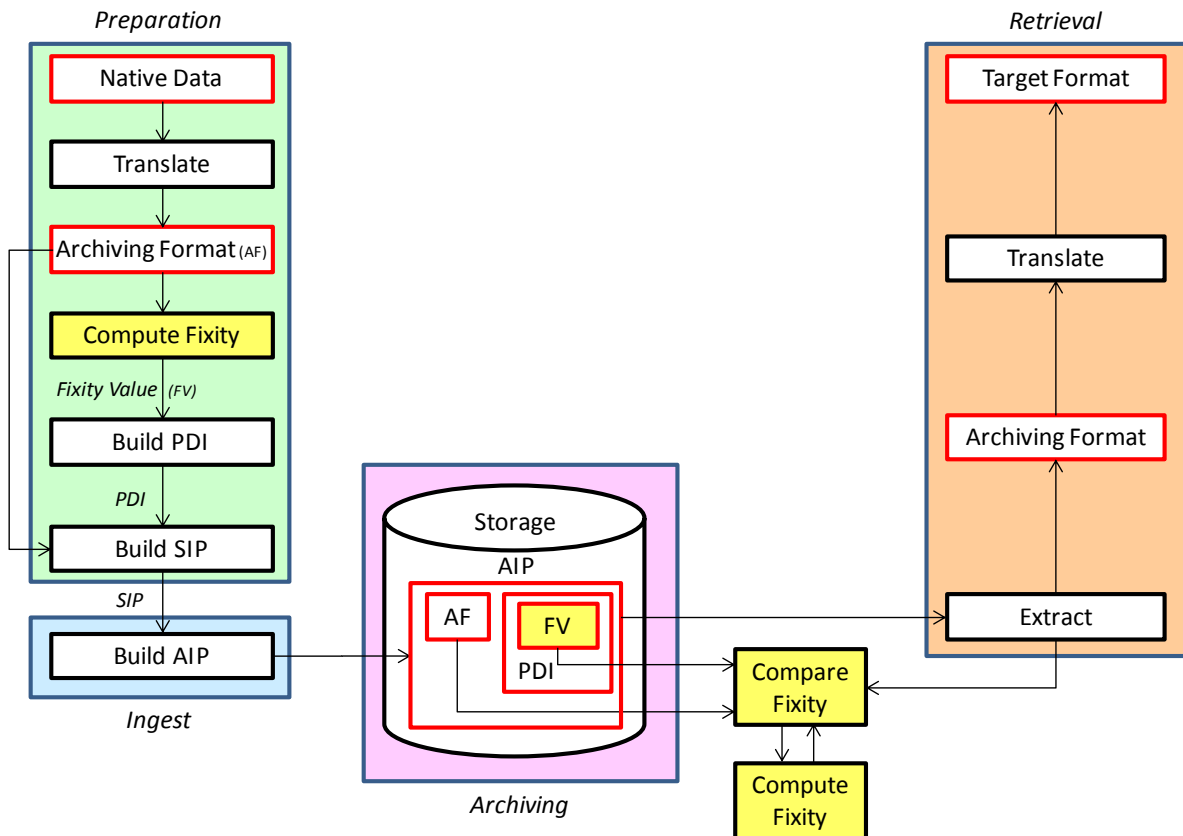 Preparation
Native Data
Translate
Archiving Format (AF)
Compute Fixity
Fixity Value (FV)
Build PDI
PDI
Build SIP
SIP
Build AIP
Ingest
Storage
AIP
AF
FV
PDI
Archiving
Compare
Fixity
Compute
Fixity
Retrieval
Target Format
Translate
Archiving Format
Extract